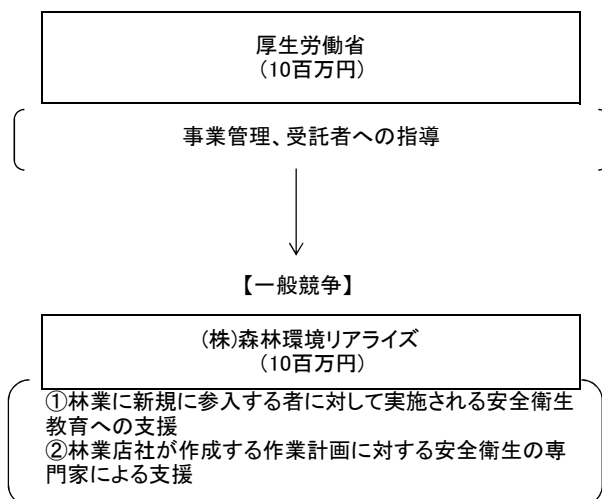 厚生労働省
(10百万円)
事業管理、受託者への指導
【一般競争】
(株)森林環境リアライズ
(10百万円)
①林業に新規に参入する者に対して実施される安全衛生
教育への支援
②林業店社が作成する作業計画に対する安全衛生の専
門家による支援